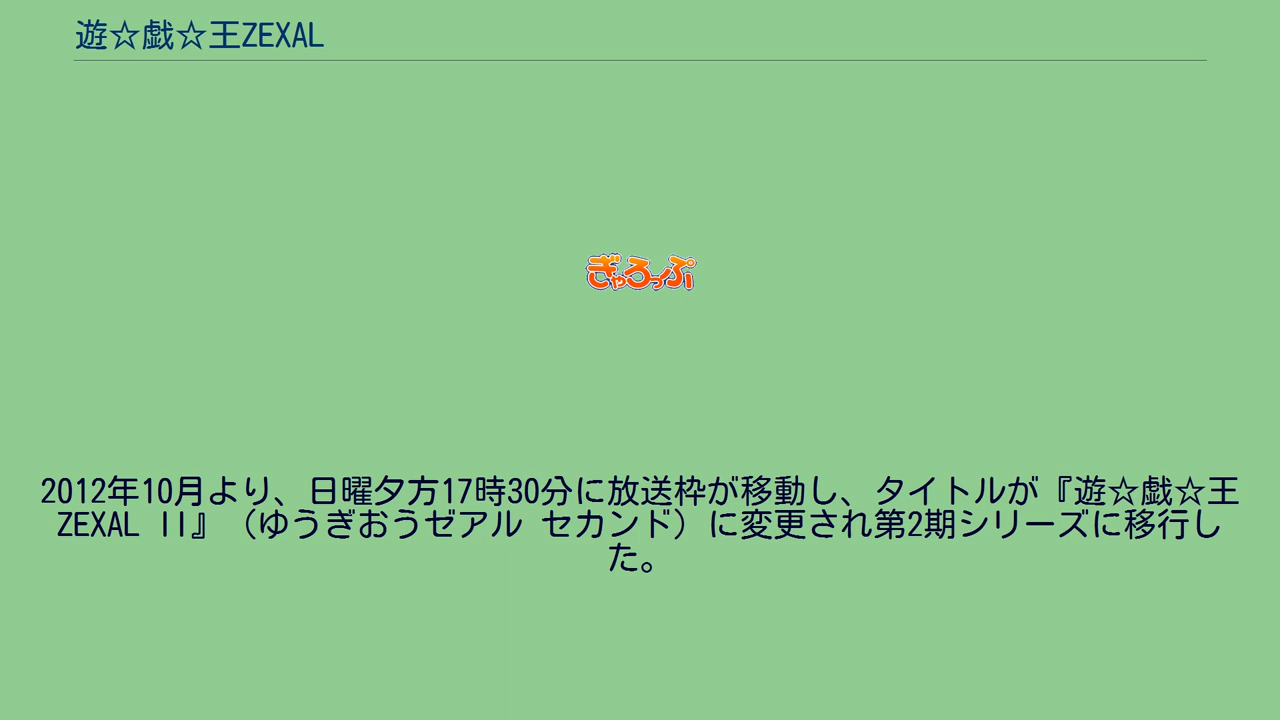 遊☆戯☆王ZEXAL
ぎゃろっぷ
2012年10月より、日曜夕方17時30分に放送枠が移動し、タイトルが『遊☆戯☆王
ZEXAL II』（ゆうぎおうゼアル セカンド）に変更され第2期シリーズに移行し
た。